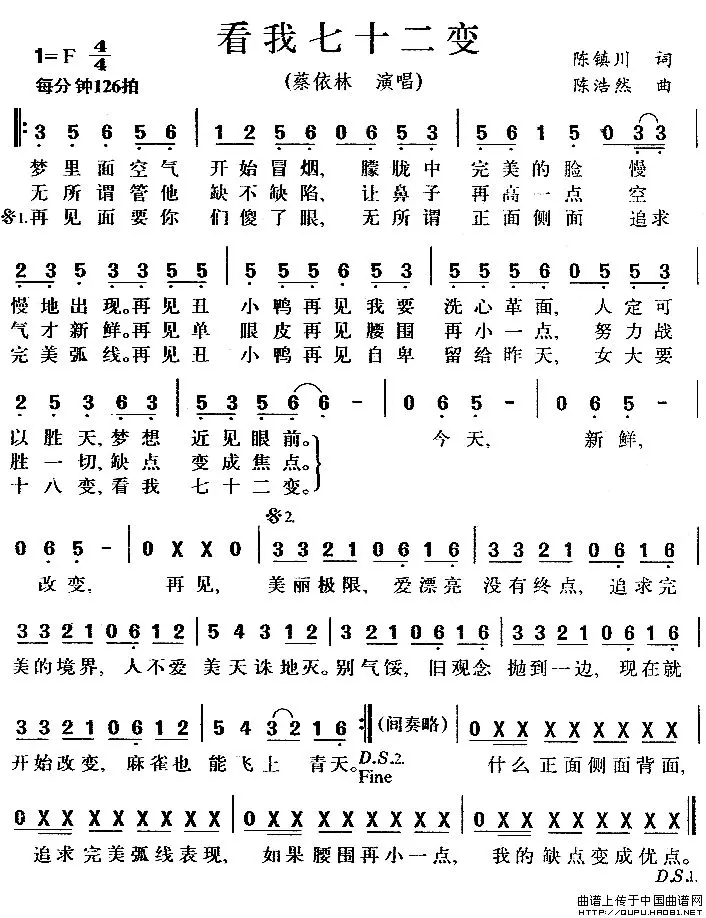 看我七十二变
1=F 4/4
陈镇川 词
每分钟126拍
(蔡依林 演唱)
陈浩然 曲
3 5 6 5 6 | 1 2 5 6 0 6 5 3 | 5 6 1 5 0 3 3
梦里面空气 开始冒烟, 朦胧中 完美的脸 慢
无所谓管他 缺不缺陷, 让鼻子 再高一点 空
1.再见面要你 们傻了眼, 无所谓 正面侧面 追求
2 3 5 3 3 5 5 | 5 5 5 6 5 3 | 5 5 5 6 0 5 5 3
慢地出现。再见丑 小鸭再见我要 洗心革面, 人定可
气才新鲜。再见单 眼皮再见腰围 再小一点, 努力战
完美弧线。再见丑 小鸭再见自卑 留给昨天, 女大要
2 5 3 6 3 | 5 3 5 6 6 - | 0 6 5 - | 0 6 5 -
以胜天,梦想 近见眼前。 今天, 新鲜,
胜一切,缺点 变成焦点。
十八变,看我 七十二变。
2.
0 6 5 - | 0 X X 0 | 3 3 2 1 0 6 1 6 | 3 3 2 1 0 6 1 6
改变, 再见, 美丽极限, 爱漂亮 没有终点, 追求完
3 3 2 1 0 6 1 2 | 5 4 3 1 2 | 3 2 1 0 6 1 6 | 3 3 2 1 0 6 1 6
美的境界, 人不爱 美天诛地灭。别气馁, 旧观念 抛到一边, 现在就
3 3 2 1 0 6 1 2 | 5 4 3 2 1 6 :| (间奏略) | 0 X X X X X X X
开始改变, 麻雀也 能飞上 青天。D.S.2. 什么正面侧面背面,
Fine
0 X X X X X X X | 0 X X X X X X X | 0 X X X X X X X
追求完美弧线表现, 如果腰围再小一点, 我的缺点变成优点。
D.S.1.
曲谱上传于中国曲谱网
HTTP://QUPU.HAO81.NET